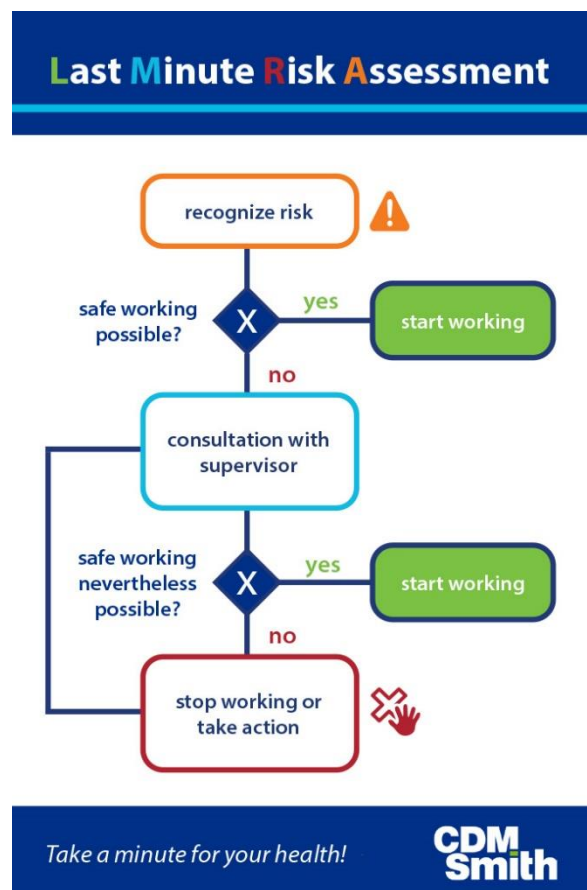 Last Minute Risk Assessment
recognize risk
safe working
possible?
X
yes
start working
no
consultation with
supervisor
safe working
nevertheless
possible?
X
yes
start working
no
stop working or
take action
Take a minute for your health!
CDM
Smith